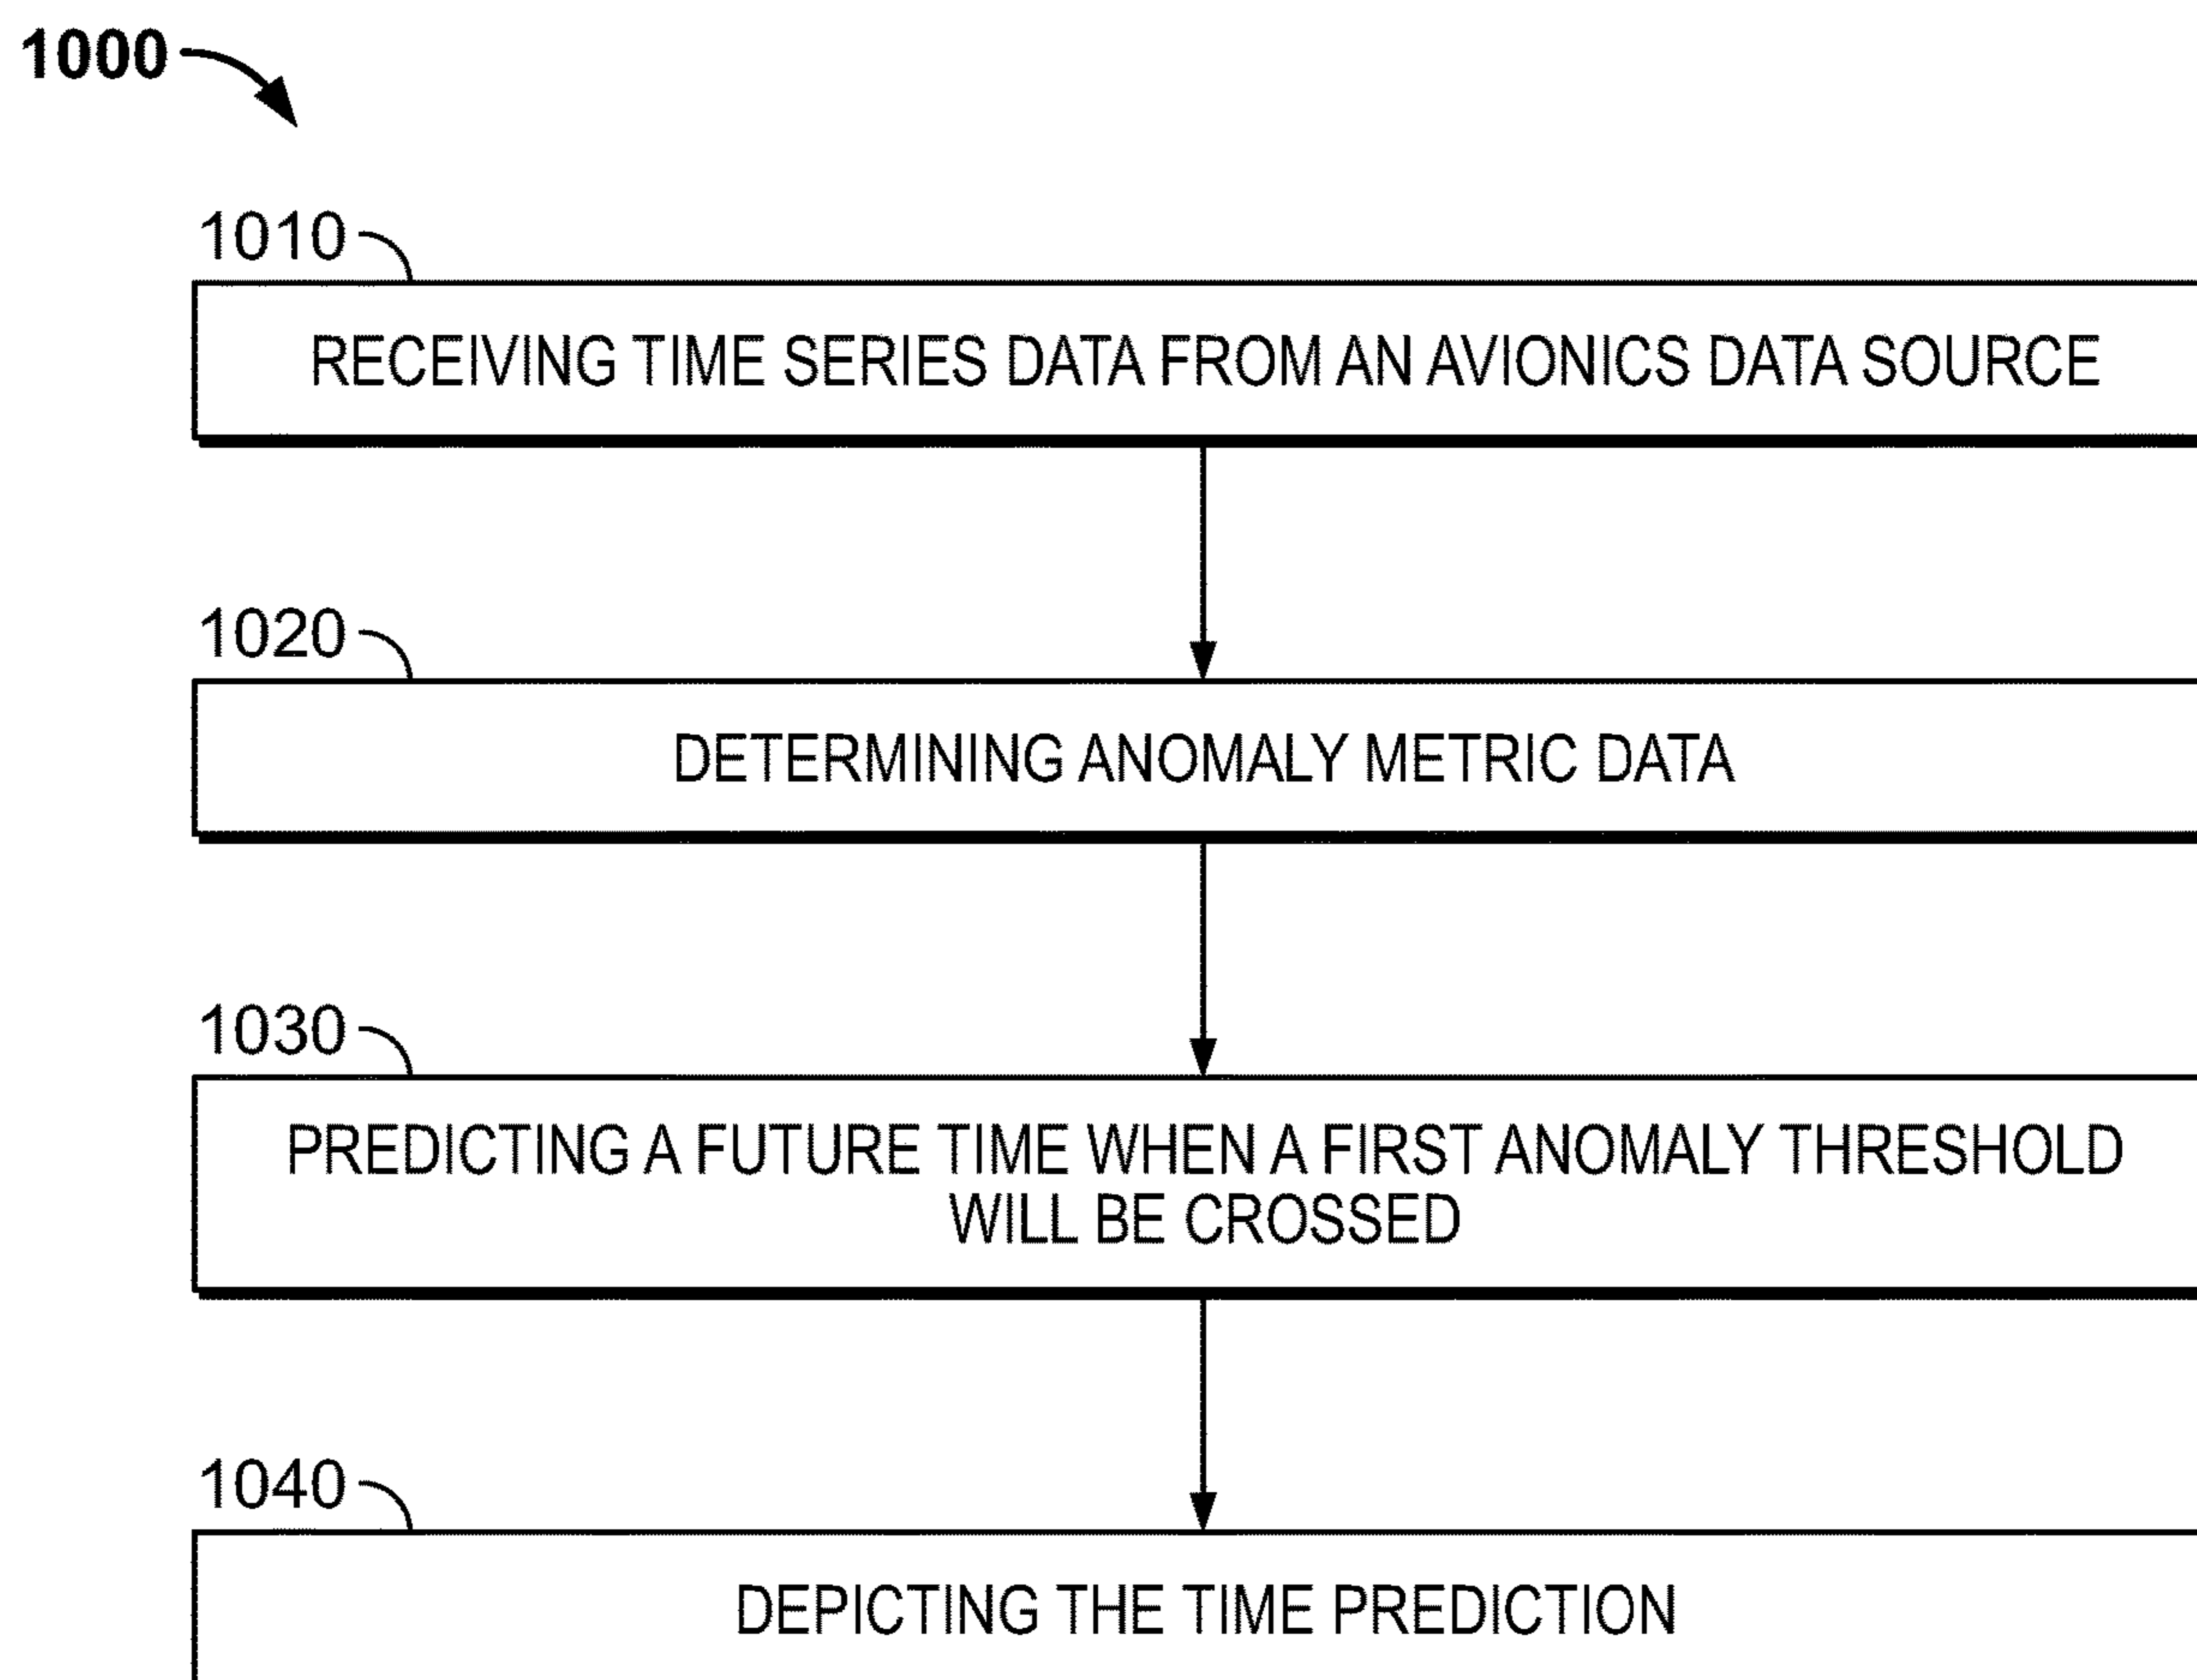 1000
1010
RECEIVING TIME SERIES DATA FROM AN AVIONICS DATA SOURCE
1020
DETERMINING ANOMALY METRIC DATA
1030
PREDICTING A FUTURE TIME WHEN A FIRST ANOMALY THRESHOLD
WILL BE CROSSED
1040
DEPICTING THE TIME PREDICTION